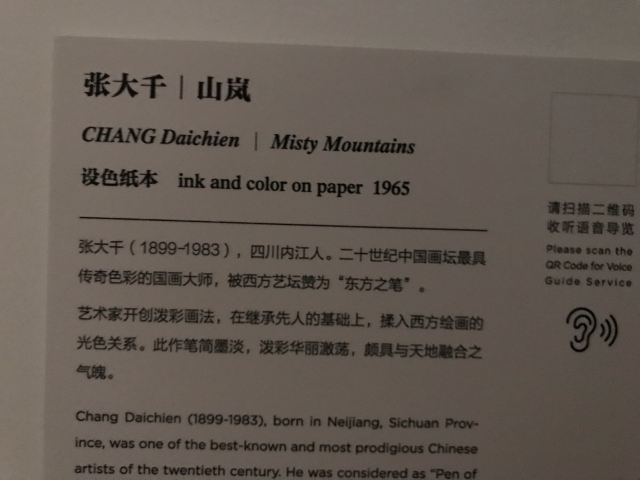 张大千｜山岚
CHANG Daichien | Misty Mountains
设色纸本 ink and color on paper 1965
张大千（1899-1983），四川内江人。二十世纪中国画坛最具
传奇色彩的国画大师，被西方艺坛赞为“东方之笔”。
艺术家开创泼彩画法，在继承先人的基础上，揉入西方绘画的
光色关系。此作笔简墨淡，泼彩华丽激荡，颇具与天地融合之
气魄。
Chang Daichien (1899-1983), born in Neijiang, Sichuan Prov-
ince, was one of the best-known and most prodigious Chinese
artists of the twentieth century. He was considered as “Pen of
请扫描二维码
收听语音导览
Please scan the
QR Code for Voice
Guide Service